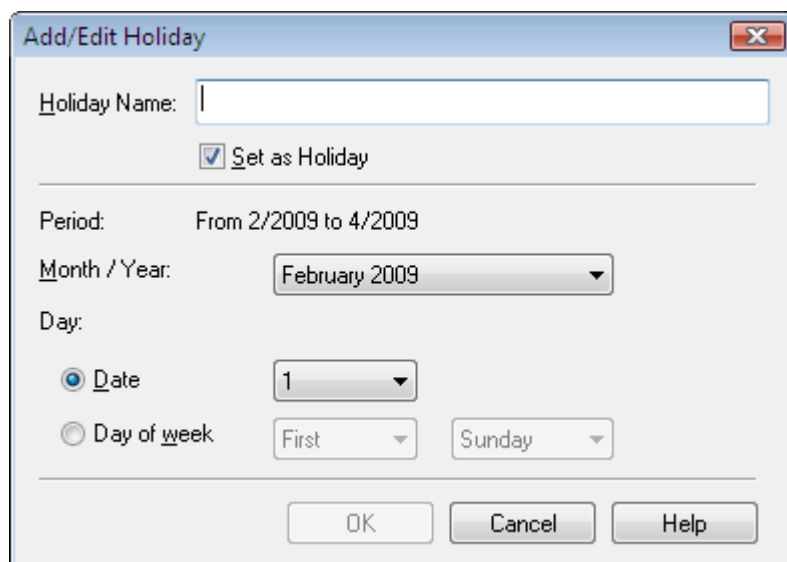 Add/Edit Holiday
Holiday Name:
Set as Holiday
Period: From 2/2009 to 4/2009
Month / Year: February 2009
Day:
Date 1
Day of week First Sunday
OK Cancel Help